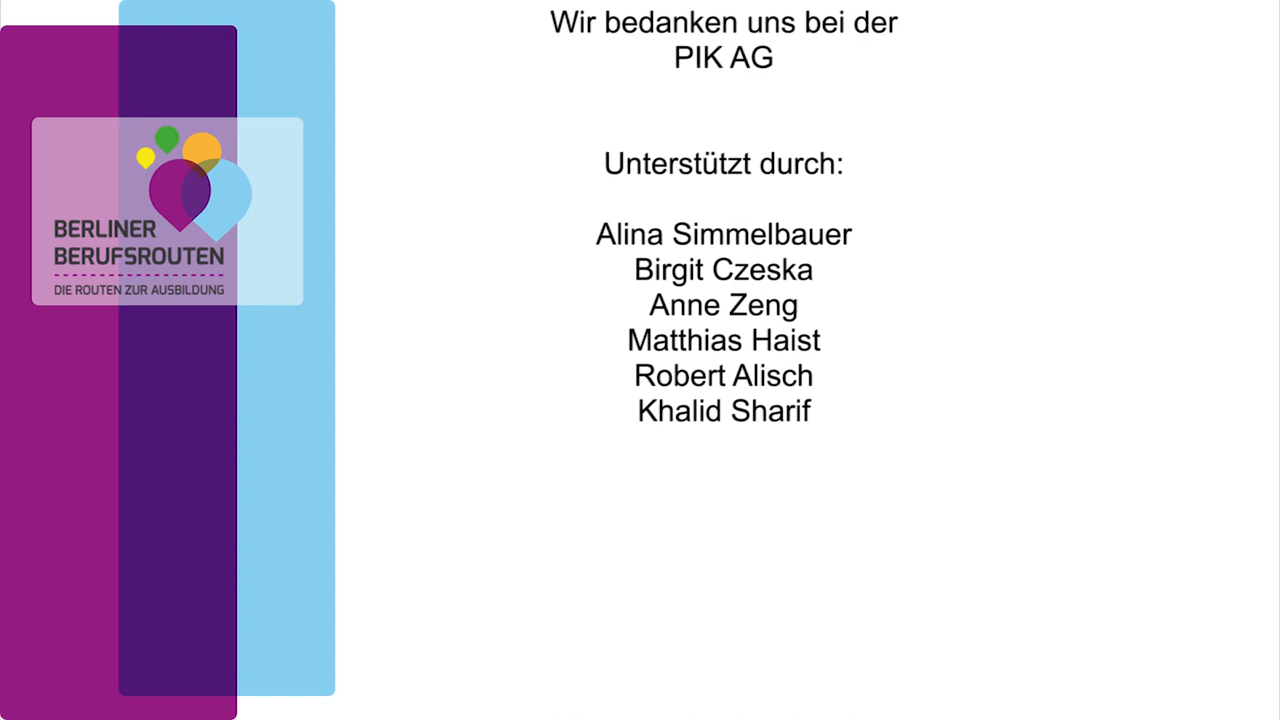 BERLINER
BERUFSROUTEN
DIE ROUTEN ZUR AUSBILDUNG
Wir bedanken uns bei der
PIK AG
Unterstützt durch:
Alina Simmelbauer
Birgit Czeska
Anne Zeng
Matthias Haist
Robert Alisch
Khalid Sharif